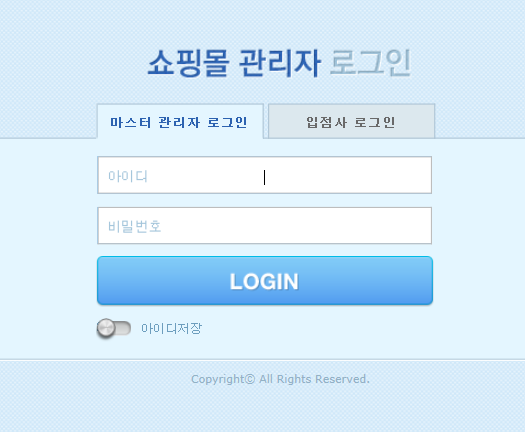 쇼핑몰 관리자 로그인
마스터 관리자 로그인
입점사 로그인
아이디
비밀번호
LOGIN
아이디저장
Copyrightⓒ All Rights Reserved.